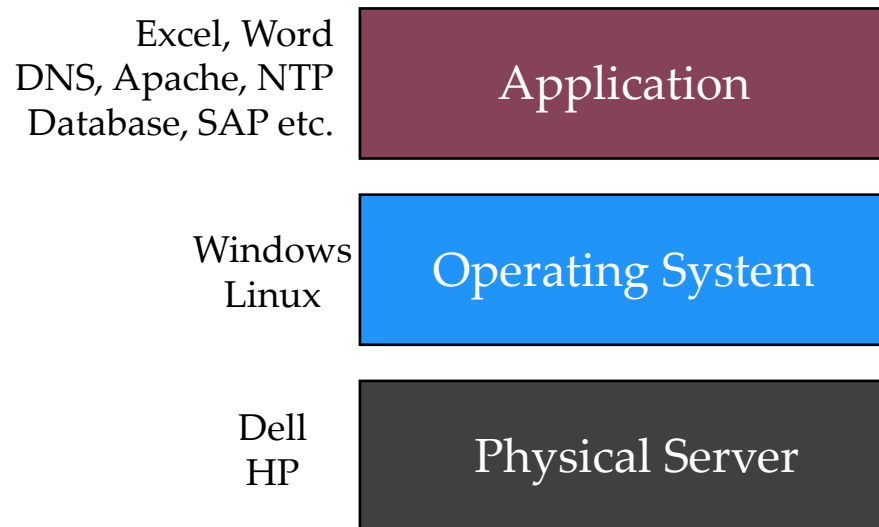 Excel, Word
DNS, Apache, NTP
Database, SAP etc.
Application
Windows
Linux
Operating System
Dell
HP
Physical Server